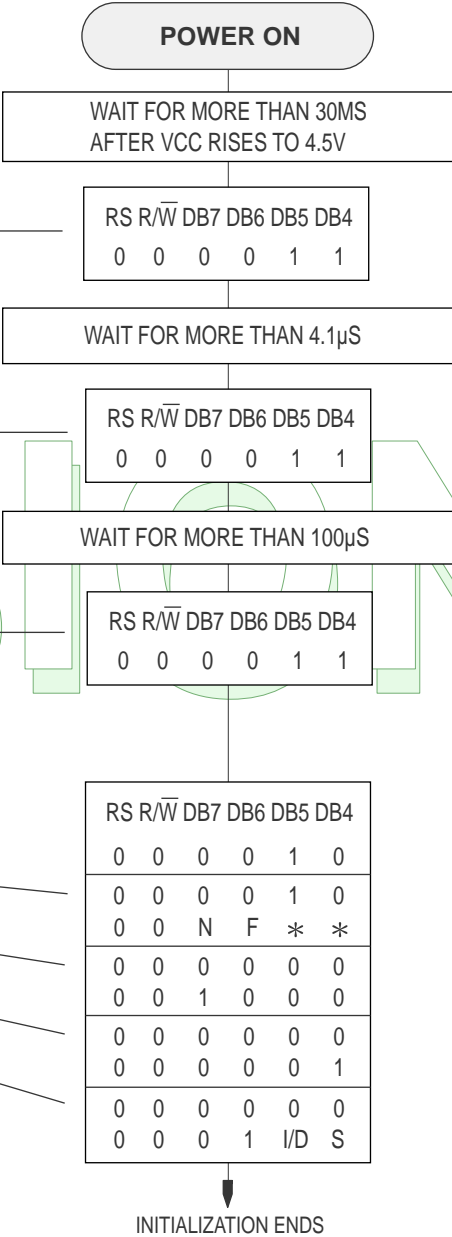 POWER ON
WAIT FOR MORE THAN 30MS
AFTER VCC RISES TO 4.5V
RS R/W̅ DB7 DB6 DB5 DB4
0 0 0 0 1 1
WAIT FOR MORE THAN 4.1µS
RS R/W̅ DB7 DB6 DB5 DB4
0 0 0 0 1 1
WAIT FOR MORE THAN 100µS
RS R/W̅ DB7 DB6 DB5 DB4
0 0 0 0 1 1
RS R/W̅ DB7 DB6 DB5 DB4
0 0 0 0 1 0
0 0 0 0 1 0
0 0 N F * *
0 0 0 0 0 0
0 0 1 0 0 0
0 0 0 0 0 0
0 0 0 0 0 1
0 0 0 0 0 0
0 0 0 1 I/D S
INITIALIZATION ENDS